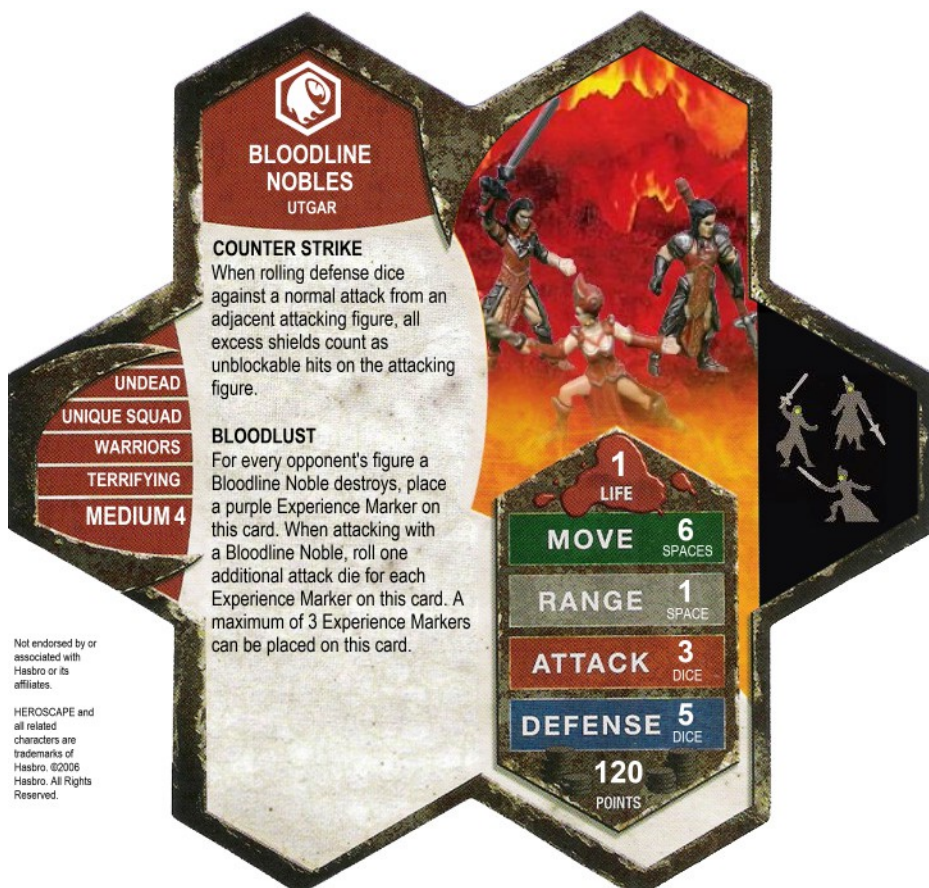 BLOODLINE
NOBLES
UTGAR
COUNTER STRIKE
When rolling defense dice
against a normal attack from an
adjacent attacking figure, all
excess shields count as
unblockable hits on the attacking
figure.
BLOODLUST
For every opponent's figure a
Bloodline Noble destroys, place
a purple Experience Marker on
this card. When attacking with
a Bloodline Noble, roll one
additional attack die for each
Experience Marker on this card. A
maximum of 3 Experience Markers
can be placed on this card.
UNDEAD
UNIQUE SQUAD
WARRIORS
TERRIFYING
MEDIUM 4
1
LIFE
MOVE 6
SPACES
RANGE 1
SPACE
ATTACK 3
DICE
DEFENSE 5
DICE
120
POINTS
Not endorsed by or
associated with
Hasbro or its
affiliates.
HEROSCAPE and
all related
characters are
trademarks of
Hasbro. ©2006
Hasbro. All Rights
Reserved.